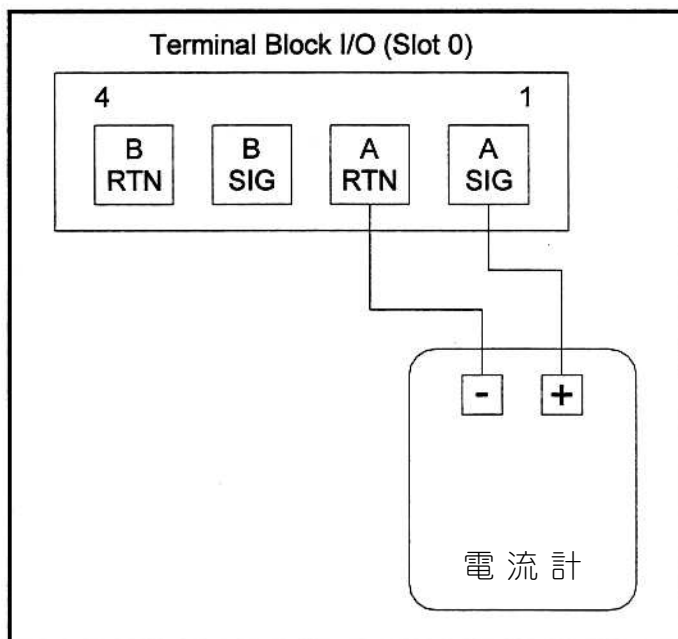 Terminal Block I/O (Slot 0)
4 1
B RTN B SIG A RTN A SIG
- +
電流計